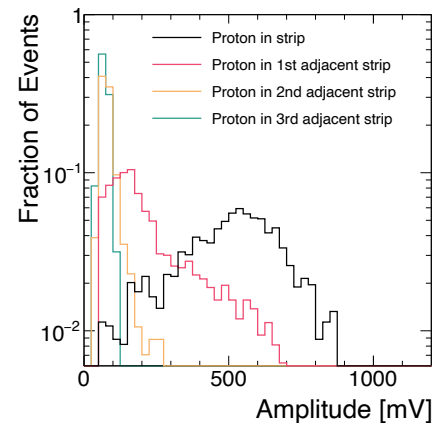 Fraction of Events
1
10⁻¹
10⁻²
Proton in strip
Proton in 1st adjacent strip
Proton in 2nd adjacent strip
Proton in 3rd adjacent strip
0 500 1000
Amplitude [mV]